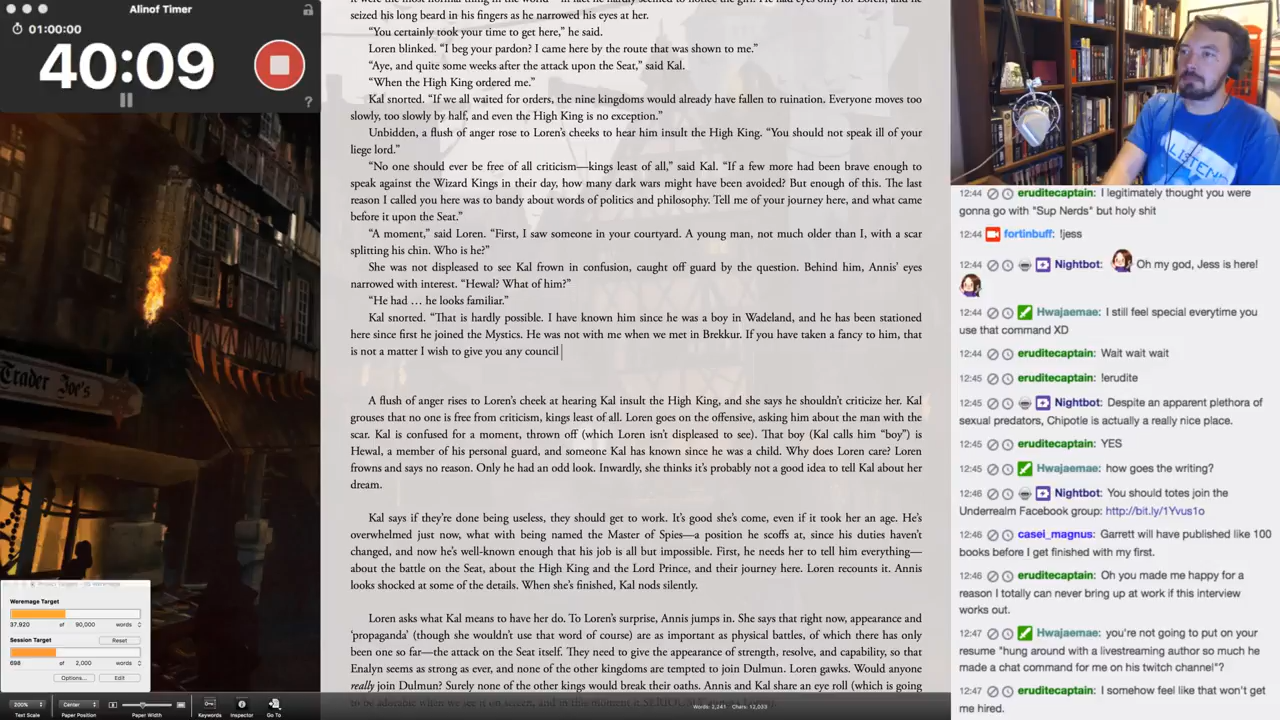 Alinof Timer
01:00:00
40:09
?
Trader Joe's
Weremage Target
37,920 of 90,000 words
Session Target
Reset
698 of 2,000 words
Options...
Edit
200%
Center
Text Scale
Paper Position
Paper Width
Keywords
Inspector
Go To
seized his long beard in his fingers as he narrowed his eyes at her.
“You certainly took your time to get here,” he said.
Loren blinked. “I beg your pardon? I came here by the route that was shown to me.”
“Aye, and quite some weeks after the attack upon the Seat,” said Kal.
“When the High King ordered me.”
Kal snorted. “If we all waited for orders, the nine kingdoms would already have fallen to ruination. Everyone moves too
slowly, too slowly by half, and even the High King is no exception.”
Unbidden, a flush of anger rose to Loren’s cheeks to hear him insult the High King. “You should not speak ill of your
liege lord.”
“No one should ever be free of all criticism—kings least of all,” said Kal. “If a few more had been brave enough to
speak against the Wizard Kings in their day, how many dark wars might have been avoided? But enough of this. The last
reason I called you here was to bandy about words of politics and philosophy. Tell me of your journey here, and what came
before it upon the Seat.”
“A moment,” said Loren. “First, I saw someone in your courtyard. A young man, not much older than I, with a scar
splitting his chin. Who is he?”
She was not displeased to see Kal frown in confusion, caught off guard by the question. Behind him, Annis’ eyes
narrowed with interest. “Hewal? What of him?”
“He had … he looks familiar.”
Kal snorted. “That is hardly possible. I have known him since he was a boy in Wadeland, and he has been stationed
here since first he joined the Mystics. He was not with me when we met in Brekkur. If you have taken a fancy to him, that
is not a matter I wish to give you any council
A flush of anger rises to Loren’s cheek at hearing Kal insult the High King, and she says he shouldn’t criticize her. Kal
grouses that no one is free from criticism, kings least of all. Loren goes on the offensive, asking him about the man with the
scar. Kal is confused for a moment, thrown off (which Loren isn’t displeased to see). That boy (Kal calls him “boy”) is
Hewal, a member of his personal guard, and someone Kal has known since he was a child. Why does Loren care? Loren
frowns and says no reason. Only he had an odd look. Inwardly, she thinks it’s probably not a good idea to tell Kal about her
dream.
Kal says if they’re done being useless, they should get to work. It’s good she’s come, even if it took her an age. He’s
overwhelmed just now, what with being named the Master of Spies—a position he scoffs at, since his duties haven’t
changed, and now he’s well-known enough that his job is all but impossible. First, he needs her to tell him everything—
about the battle on the Seat, about the High King and the Lord Prince, and their journey here. Loren recounts it. Annis
looks shocked at some of the details. When she’s finished, Kal nods silently.
Loren asks what Kal means to have her do. To Loren’s surprise, Annis jumps in. She says that right now, appearance and
‘propaganda’ (though she wouldn’t use that word of course) are as important as physical battles, of which there has only
been one so far—the attack on the Seat itself. They need to give the appearance of strength, resolve, and capability, so that
Enalyn seems as strong as ever, and none of the other kingdoms are tempted to join Dulmun. Loren gawks. Would anyone
really join Dulmun? Surely none of the other kings would break their oaths. Annis and Kal share an eye roll (which is going
Words: 2,241 Chars: 12,033
LISTEN
12:44 eruditecaptain: I legitimately thought you were
gonna go with "Sup Nerds" but holy shit
12:44 fortinbuff: !jess
12:44 Nightbot: Oh my god, Jess is here!
12:44 Hwajaemae: I still feel special everytime you
use that command XD
12:44 eruditecaptain: Wait wait wait
12:45 eruditecaptain: !erudite
12:45 Nightbot: Despite an apparent plethora of
sexual predators, Chipotle is actually a really nice place.
12:45 eruditecaptain: YES
12:45 Hwajaemae: how goes the writing?
12:46 Nightbot: You should totes join the
Underrealm Facebook group: http://bit.ly/1Yvus1o
12:46 casei_magnus: Garrett will have published like 100
books before I get finished with my first.
12:46 eruditecaptain: Oh you made me happy for a
reason I totally can never bring up at work if this interview
works out.
12:47 Hwajaemae: you're not going to put on your
resume "hung around with a livestreaming author so much he
made a chat command for me on his twitch channel"?
12:47 eruditecaptain: I somehow feel like that won't get
me hired.